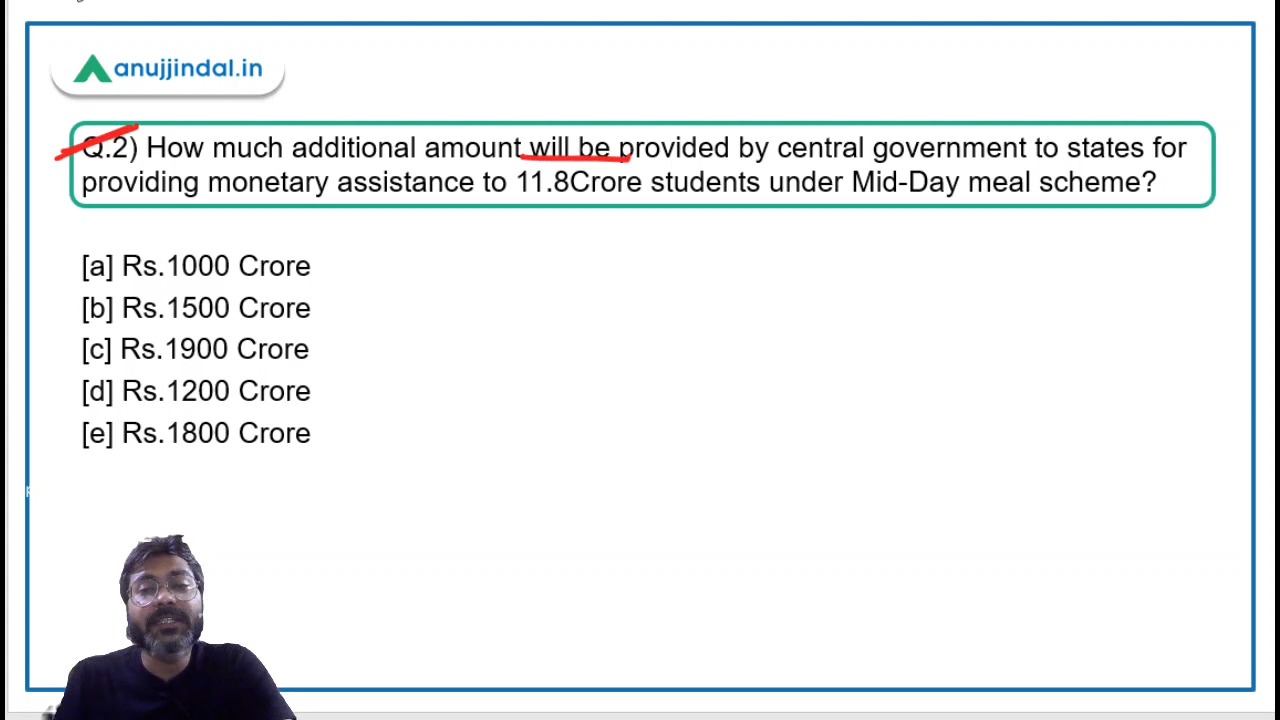 anujjindal.in
Q.2) How much additional amount will be provided by central government to states for
providing monetary assistance to 11.8Crore students under Mid-Day meal scheme?
[a] Rs.1000 Crore
[b] Rs.1500 Crore
[c] Rs.1900 Crore
[d] Rs.1200 Crore
[e] Rs.1800 Crore